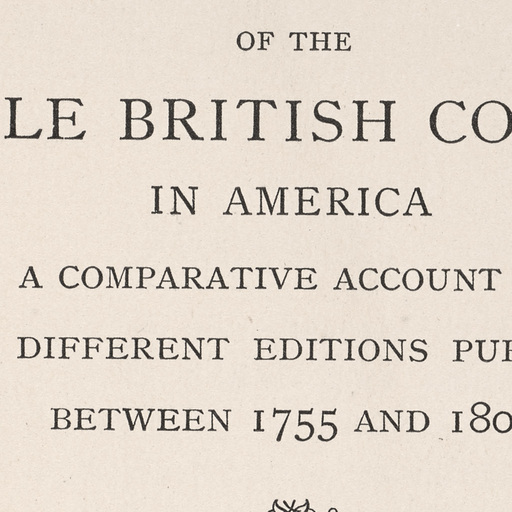 OF THE
LE BRITISH CO
IN AMERICA
A COMPARATIVE ACCOUNT
DIFFERENT EDITIONS PU
BETWEEN 1755 AND 180